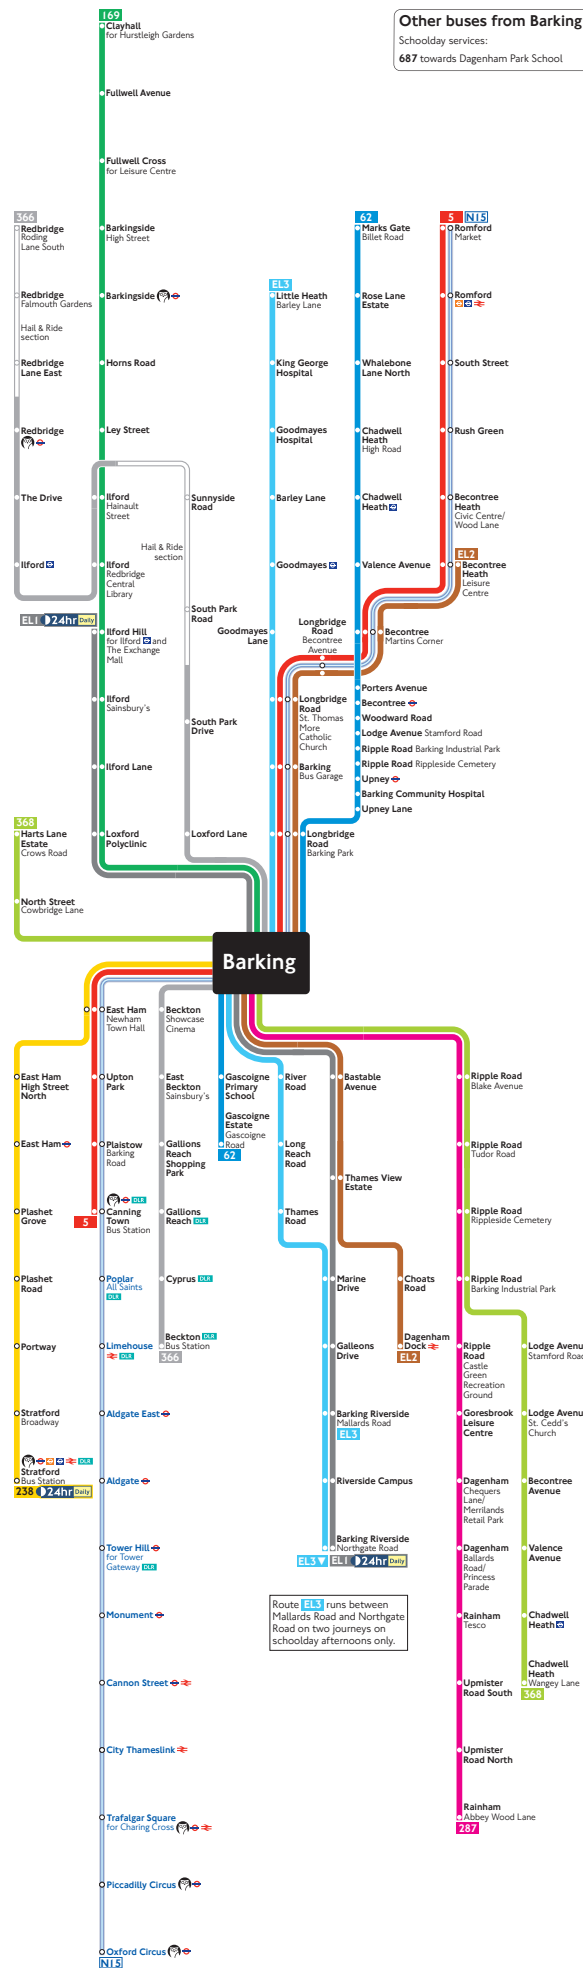 Other buses from Barking
Schoolday services:
687 towards Dagenham Park School
169
Clayhall
for Hurstleigh Gardens
Fullwell Avenue
Fullwell Cross
for Leisure Centre
Barkingside
High Street
Barkingside
Horns Road
Ley Street
Ilford
Hainault
Street
Ilford
Redbridge
Central
Library
Ilford Hill
for Ilford and
The Exchange
Mall
Ilford
Sainsbury's
Ilford Lane
Loxford
Polyclinic
366
Redbridge
Roding
Lane South
Redbridge
Falmouth Gardens
Hail & Ride
section
Redbridge
Lane East
Redbridge
The Drive
Ilford
EL1 24hr Daily
Sunnyside
Road
Hail & Ride
section
South Park
Road
South Park
Drive
Loxford Lane
368
Harts Lane
Estate
Crows Road
North Street
Cowbridge Lane
EL3
Little Heath
Barley Lane
King George
Hospital
Goodmayes
Hospital
Barley Lane
Goodmayes
Goodmayes
Lane
62
Marks Gate
Billet Road
Rose Lane
Estate
Whalebone
Lane North
Chadwell
Heath
High Road
Chadwell
Heath
Valence Avenue
Longbridge
Road
Becontree
Avenue
Porters Avenue
Becontree
Woodward Road
Lodge Avenue Stamford Road
Ripple Road Barking Industrial Park
Ripple Road Rippleside Cemetery
Upney
Barking Community Hospital
Upney Lane
5 N15
Romford
Market
Romford
South Street
Rush Green
Becontree
Heath
Civic Centre/
Wood Lane
EL2
Becontree
Heath
Leisure
Centre
Becontree
Martins Corner
Longbridge
Road
St. Thomas
More
Catholic
Church
Barking
Bus Garage
Longbridge
Road
Barking Park
Barking
East Ham
Newham
Town Hall
East Ham
High Street
North
East Ham
Plashet
Grove
Plashet
Road
Portway
Stratford
Broadway
DLR
Stratford
Bus Station
238 24hr Daily
Upton
Park
Plaistow
Barking
Road
DLR
Canning
Town
Bus Station
5
Poplar
All Saints
DLR
Limehouse
DLR
Aldgate East
Aldgate
Tower Hill
for Tower
Gateway DLR
Monument
Cannon Street
City Thameslink
Trafalgar Square
for Charing Cross
Piccadilly Circus
Oxford Circus
N15
Beckton
Showcase
Cinema
East
Beckton
Sainsbury's
Gallions
Reach
Shopping
Park
Gallions
Reach DLR
Cyprus DLR
Beckton DLR
Bus Station
366
Gascoigne
Primary
School
Gascoigne
Estate
Gascoigne
Road
62
River
Road
Long
Reach
Road
Thames
Road
Bastable
Avenue
Thames View
Estate
Marine
Drive
Galleons
Drive
Barking Riverside
Mallards Road
EL3
Riverside Campus
Barking Riverside
Northgate Road
EL3 EL1 24hr Daily
Choats
Road
Dagenham
Dock
EL2
Route EL3 runs between
Mallards Road and Northgate
Road on two journeys on
schoolday afternoons only.
Ripple Road
Blake Avenue
Ripple Road
Tudor Road
Ripple Road
Rippleside Cemetery
Ripple Road
Barking Industrial Park
Ripple
Road
Castle
Green
Recreation
Ground
Goresbrook
Leisure
Centre
Dagenham
Chequers
Lane/
Merrilands
Retail Park
Dagenham
Ballards
Road/
Princess
Parade
Rainham
Tesco
Upmister
Road South
Upmister
Road North
Rainham
Abbey Wood Lane
287
Lodge Avenue
Stamford Road
Lodge Avenue
St. Cedd's
Church
Becontree
Avenue
Valence
Avenue
Chadwell
Heath
Chadwell
Heath
Wangey Lane
368